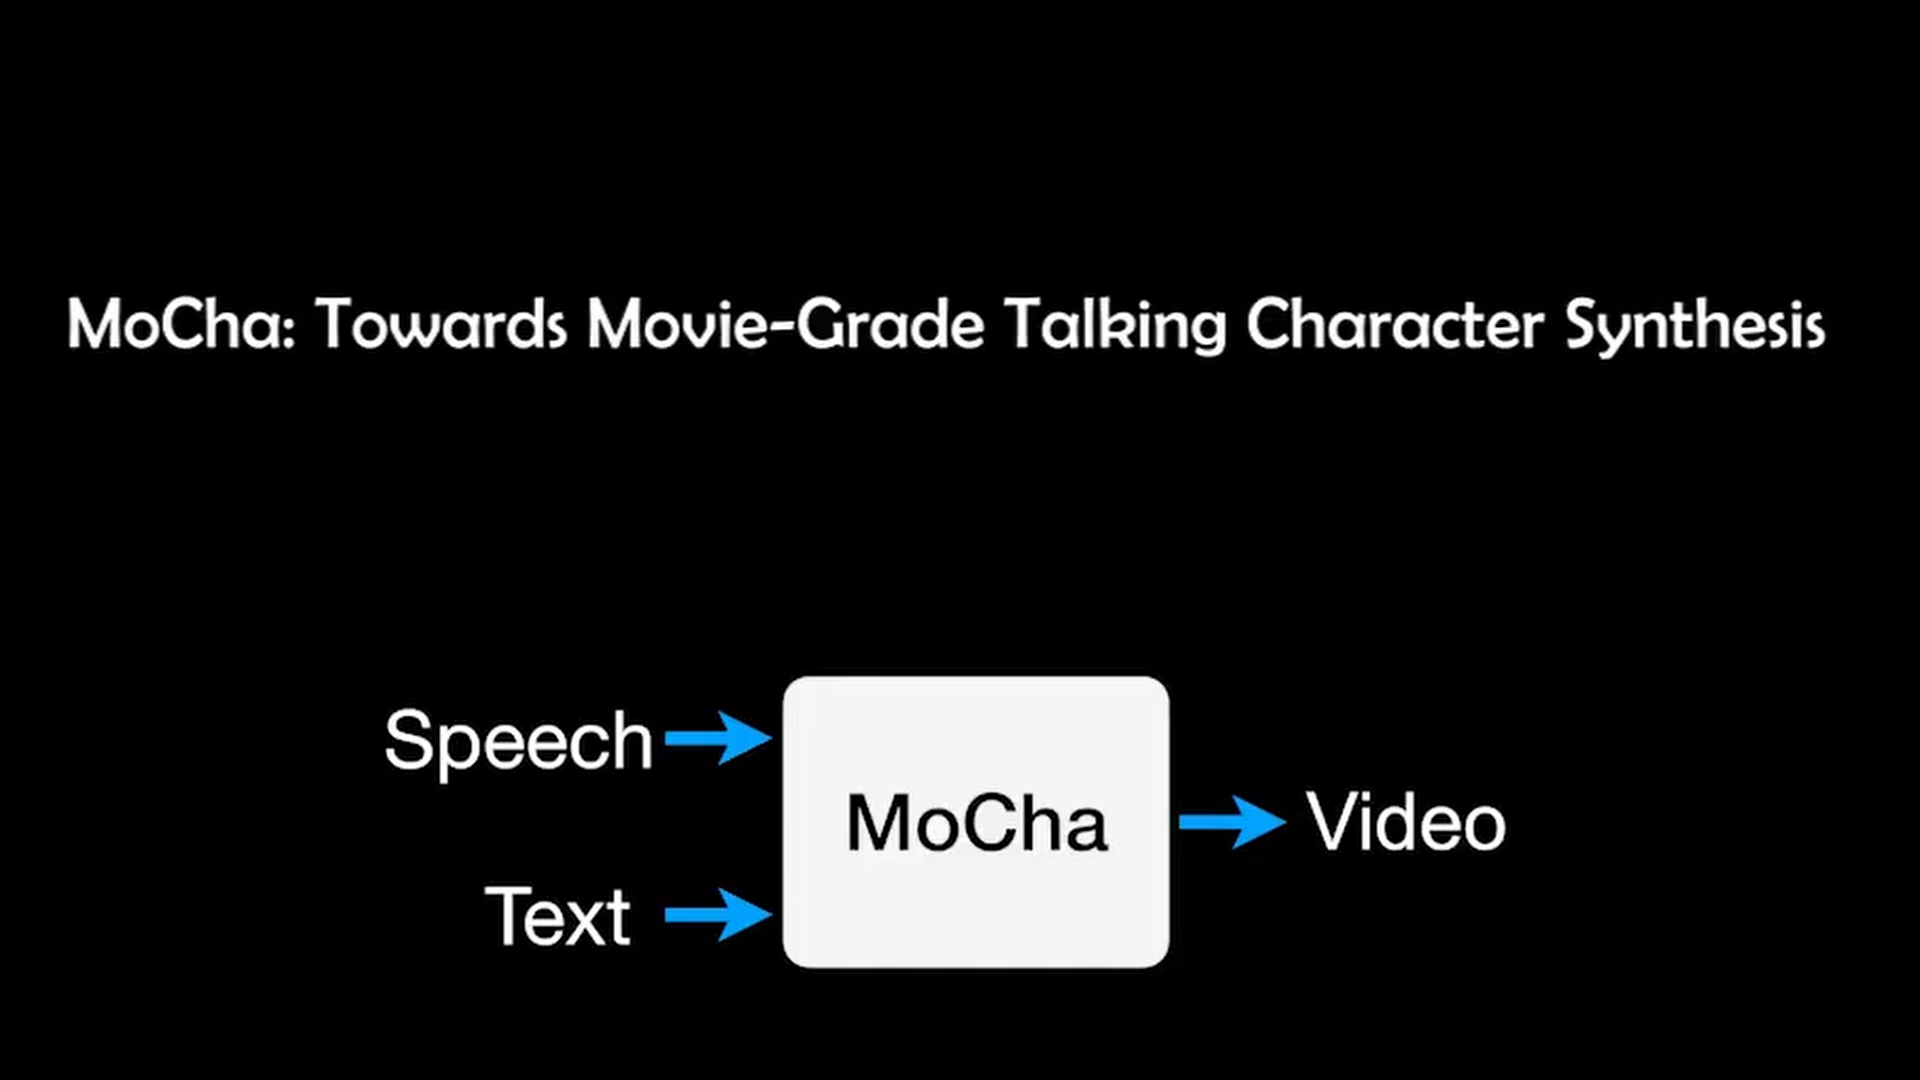 MoCha: Towards Movie-Grade Talking Character Synthesis
Speech
MoCha
Video
Text